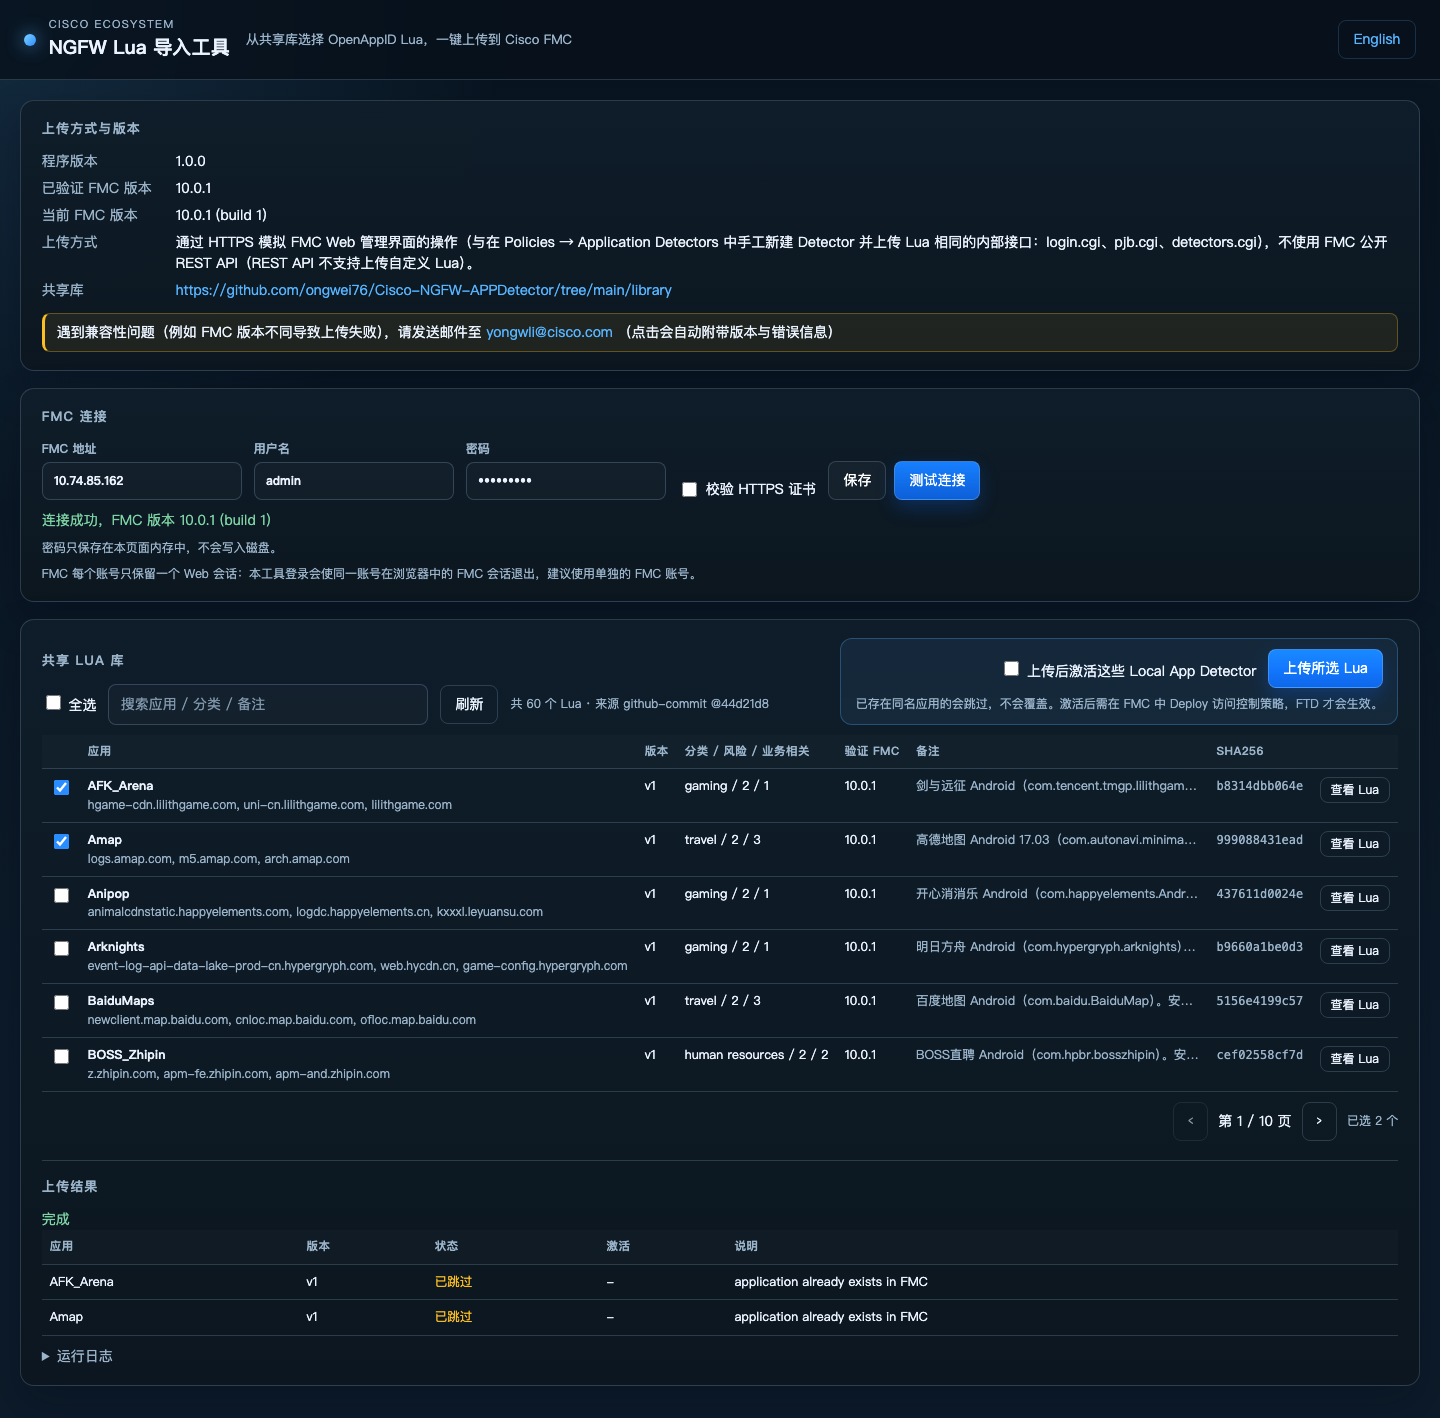 CISCO ECOSYSTEM
NGFW Lua 导入工具
从共享库选择 OpenAppID Lua，一键上传到 Cisco FMC
English
上传方式与版本
程序版本 1.0.0
已验证 FMC 版本 10.0.1
当前 FMC 版本 10.0.1 (build 1)
上传方式 通过 HTTPS 模拟 FMC Web 管理界面的操作（与在 Policies → Application Detectors 中手工新建 Detector 并上传 Lua 相同的内部接口：login.cgi、pjb.cgi、detectors.cgi），不使用 FMC 公开
REST API（REST API 不支持上传自定义 Lua）。
共享库 https://github.com/ongwei76/Cisco-NGFW-APPDetector/tree/main/library
遇到兼容性问题（例如 FMC 版本不同导致上传失败），请发送邮件至 yongwli@cisco.com （点击会自动附带版本与错误信息）
FMC 连接
FMC 地址 用户名 密码
10.74.85.162 admin ••••••••• 校验 HTTPS 证书 保存 测试连接
连接成功，FMC 版本 10.0.1 (build 1)
密码只保存在本页面内存中，不会写入磁盘。
FMC 每个账号只保留一个 Web 会话：本工具登录会使同一账号在浏览器中的 FMC 会话退出，建议使用单独的 FMC 账号。
共享 LUA 库
上传后激活这些 Local App Detector 上传所选 Lua
全选 搜索应用 / 分类 / 备注 刷新 共 60 个 Lua · 来源 github-commit @44d21d8
已存在同名应用的会跳过，不会覆盖。激活后需在 FMC 中 Deploy 访问控制策略，FTD 才会生效。
应用 版本 分类 / 风险 / 业务相关 验证 FMC 备注 SHA256
AFK_Arena v1 gaming / 2 / 1 10.0.1 剑与远征 Android（com.tencent.tmgp.lilithgam... b8314dbb064e 查看 Lua
hgame-cdn.lilithgame.com, uni-cn.lilithgame.com, lilithgame.com
Amap v1 travel / 2 / 3 10.0.1 高德地图 Android 17.03（com.autonavi.minima... 999088431ead 查看 Lua
logs.amap.com, m5.amap.com, arch.amap.com
Anipop v1 gaming / 2 / 1 10.0.1 开心消消乐 Android（com.happyelements.Andr... 437611d0024e 查看 Lua
animalcdnstatic.happyelements.com, logdc.happyelements.cn, kxxxl.leyuansu.com
Arknights v1 gaming / 2 / 1 10.0.1 明日方舟 Android（com.hypergryph.arknights）... b9660a1be0d3 查看 Lua
event-log-api-data-lake-prod-cn.hypergryph.com, web.hycdn.cn, game-config.hypergryph.com
BaiduMaps v1 travel / 2 / 3 10.0.1 百度地图 Android（com.baidu.BaiduMap）。安... 5156e4199c57 查看 Lua
newclient.map.baidu.com, cnloc.map.baidu.com, ofloc.map.baidu.com
BOSS_Zhipin v1 human resources / 2 / 2 10.0.1 BOSS直聘 Android（com.hpbr.bosszhipin）。安... cef02558cf7d 查看 Lua
z.zhipin.com, apm-fe.zhipin.com, apm-and.zhipin.com
‹ 第 1 / 10 页 › 已选 2 个
上传结果
完成
应用 版本 状态 激活 说明
AFK_Arena v1 已跳过 – application already exists in FMC
Amap v1 已跳过 – application already exists in FMC
▶ 运行日志